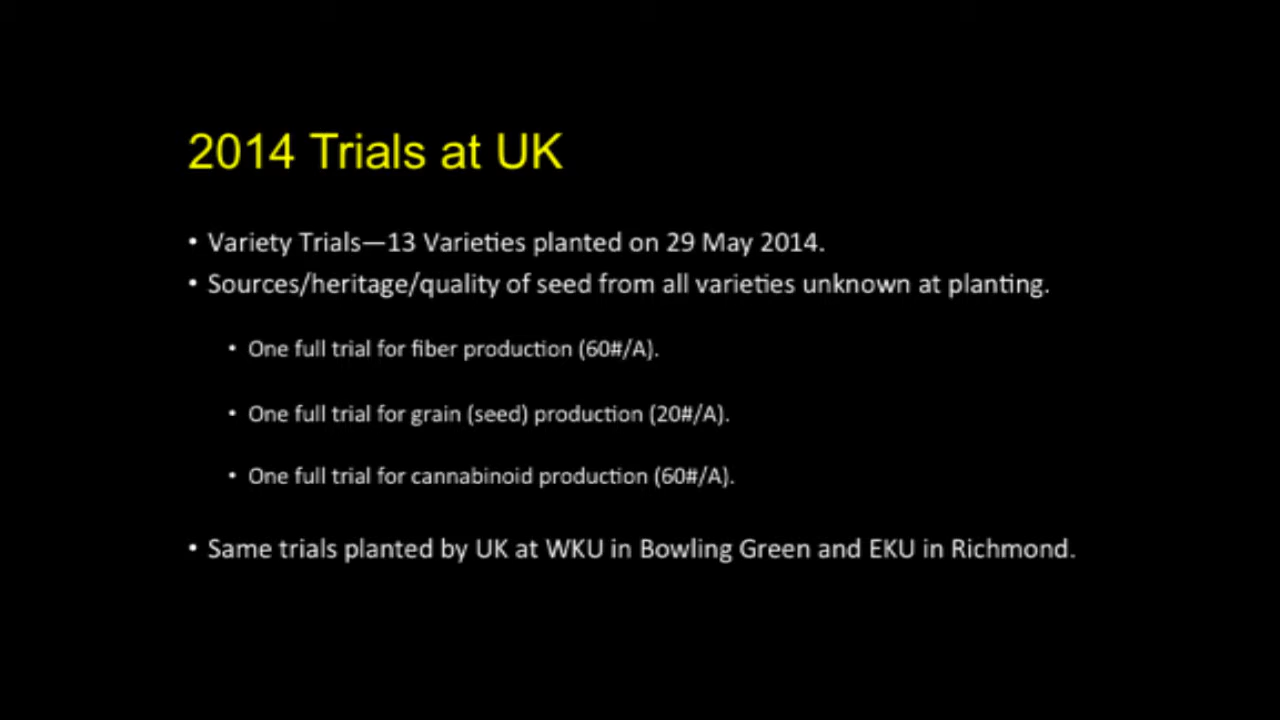 2014 Trials at UK
• Variety Trials—13 Varieties planted on 29 May 2014.
• Sources/heritage/quality of seed from all varieties unknown at planting.
• One full trial for fiber production (60#/A).
• One full trial for grain (seed) production (20#/A).
• One full trial for cannabinoid production (60#/A).
• Same trials planted by UK at WKU in Bowling Green and EKU in Richmond.